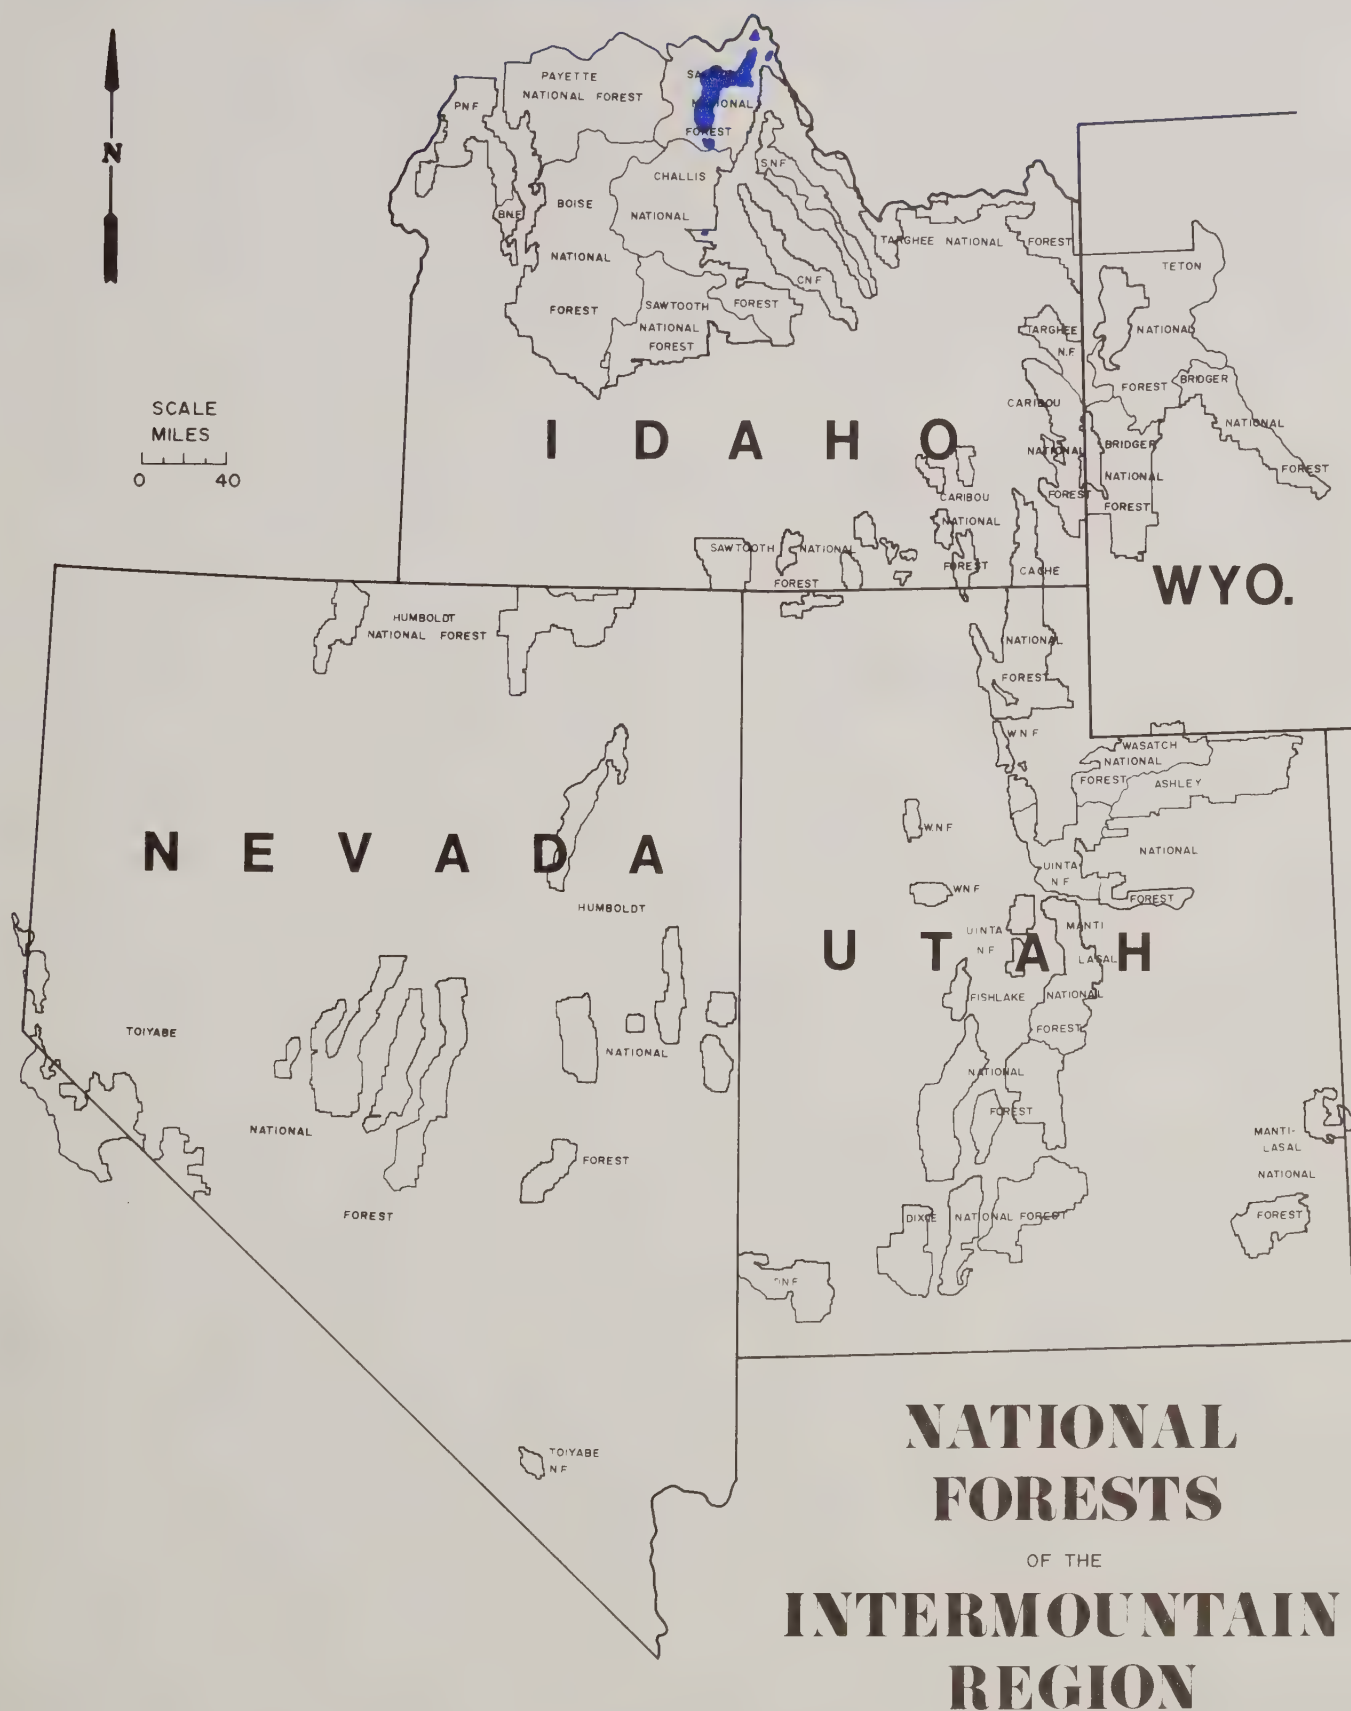 N
SCALE
MILES
0 40
PAYETTE
NATIONAL FOREST
PNF
NATIONAL
FOREST
S.N.F.
CHALLIS
NATIONAL
BOISE
NATIONAL
FOREST
BNF
CNF
SAWTOOTH
NATIONAL
FOREST
FOREST
TARGHEE NATIONAL FOREST
TARGHEE
N.F.
TETON
NATIONAL
FOREST
BRIDGER
NATIONAL
FOREST
BRIDGER
NATIONAL
FOREST
CARIBOU
NATIONAL
FOREST
IDAHO
CARIBOU
NATIONAL
FOREST
SAWTOOTH NATIONAL
FOREST
CACHE
NATIONAL
FOREST
WYO.
HUMBOLDT
NATIONAL FOREST
W.N.F.
WASATCH
NATIONAL
FOREST
ASHLEY
NATIONAL
FOREST
W.N.F
WNF
UINTA
N.F.
NEVADA
HUMBOLDT
NATIONAL
FOREST
UTAH
UINTA
N.F.
MANTI
LASAL
NATIONAL
FOREST
FISHLAKE
NATIONAL
FOREST
TOIYABE
NATIONAL
FOREST
MANTI-
LASAL
NATIONAL
FOREST
DIXIE NATIONAL FOREST
TOIYABE
N.F.
NATIONAL
FORESTS
OF THE
INTERMOUNTAIN
REGION